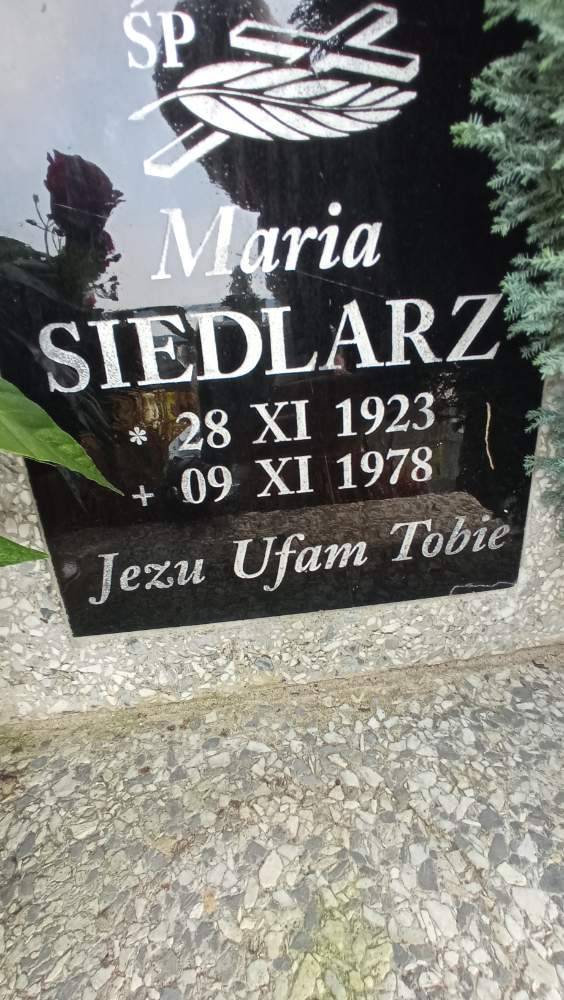 ŚP
Maria
SIEDLARZ
* 28 XI 1923
+ 09 XI 1978
Jezu Ufam Tobie